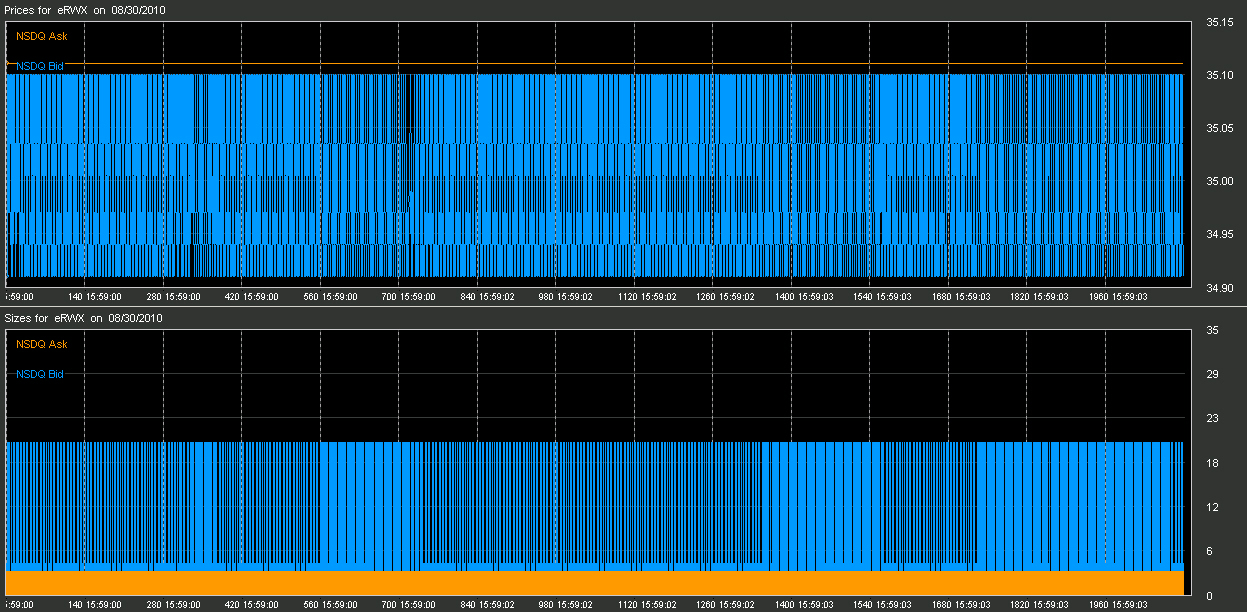 Prices for eRWX on 08/30/2010
NSDQ Ask
NSDQ Bid
35.15
35.10
35.05
35.00
34.95
34.90
:59:00 140 15:59:00 280 15:59:00 420 15:59:00 560 15:59:00 700 15:59:00 840 15:59:02 980 15:59:02 1120 15:59:02 1260 15:59:02 1400 15:59:03 1540 15:59:03 1680 15:59:03 1820 15:59:03 1960 15:59:03
Sizes for eRWX on 08/30/2010
NSDQ Ask
NSDQ Bid
35
29
23
18
12
6
0
:59:00 140 15:59:00 280 15:59:00 420 15:59:00 560 15:59:00 700 15:59:00 840 15:59:02 980 15:59:02 1120 15:59:02 1260 15:59:02 1400 15:59:03 1540 15:59:03 1680 15:59:03 1820 15:59:03 1960 15:59:03